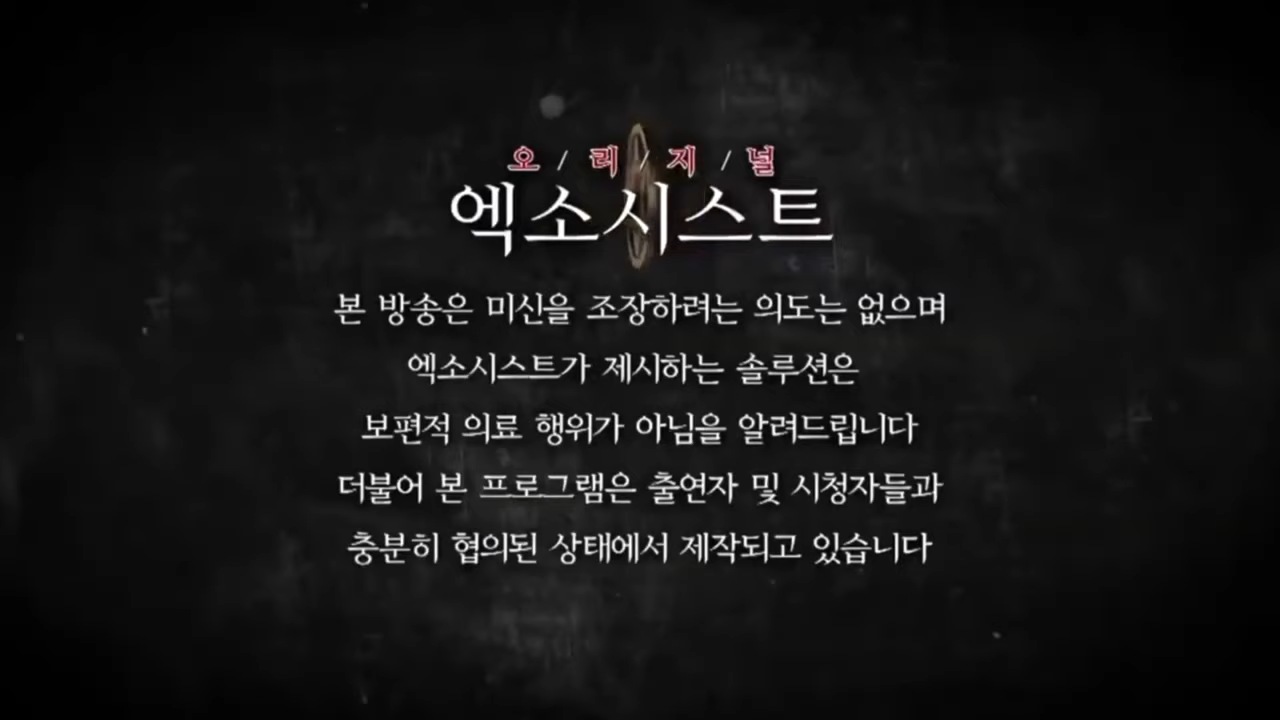 오/리/지/널
엑소시스트
본 방송은 미신을 조장하려는 의도는 없으며
엑소시스트가 제시하는 솔루션은
보편적 의료 행위가 아님을 알려드립니다
더불어 본 프로그램은 출연자 및 시청자들과
충분히 협의된 상태에서 제작되고 있습니다